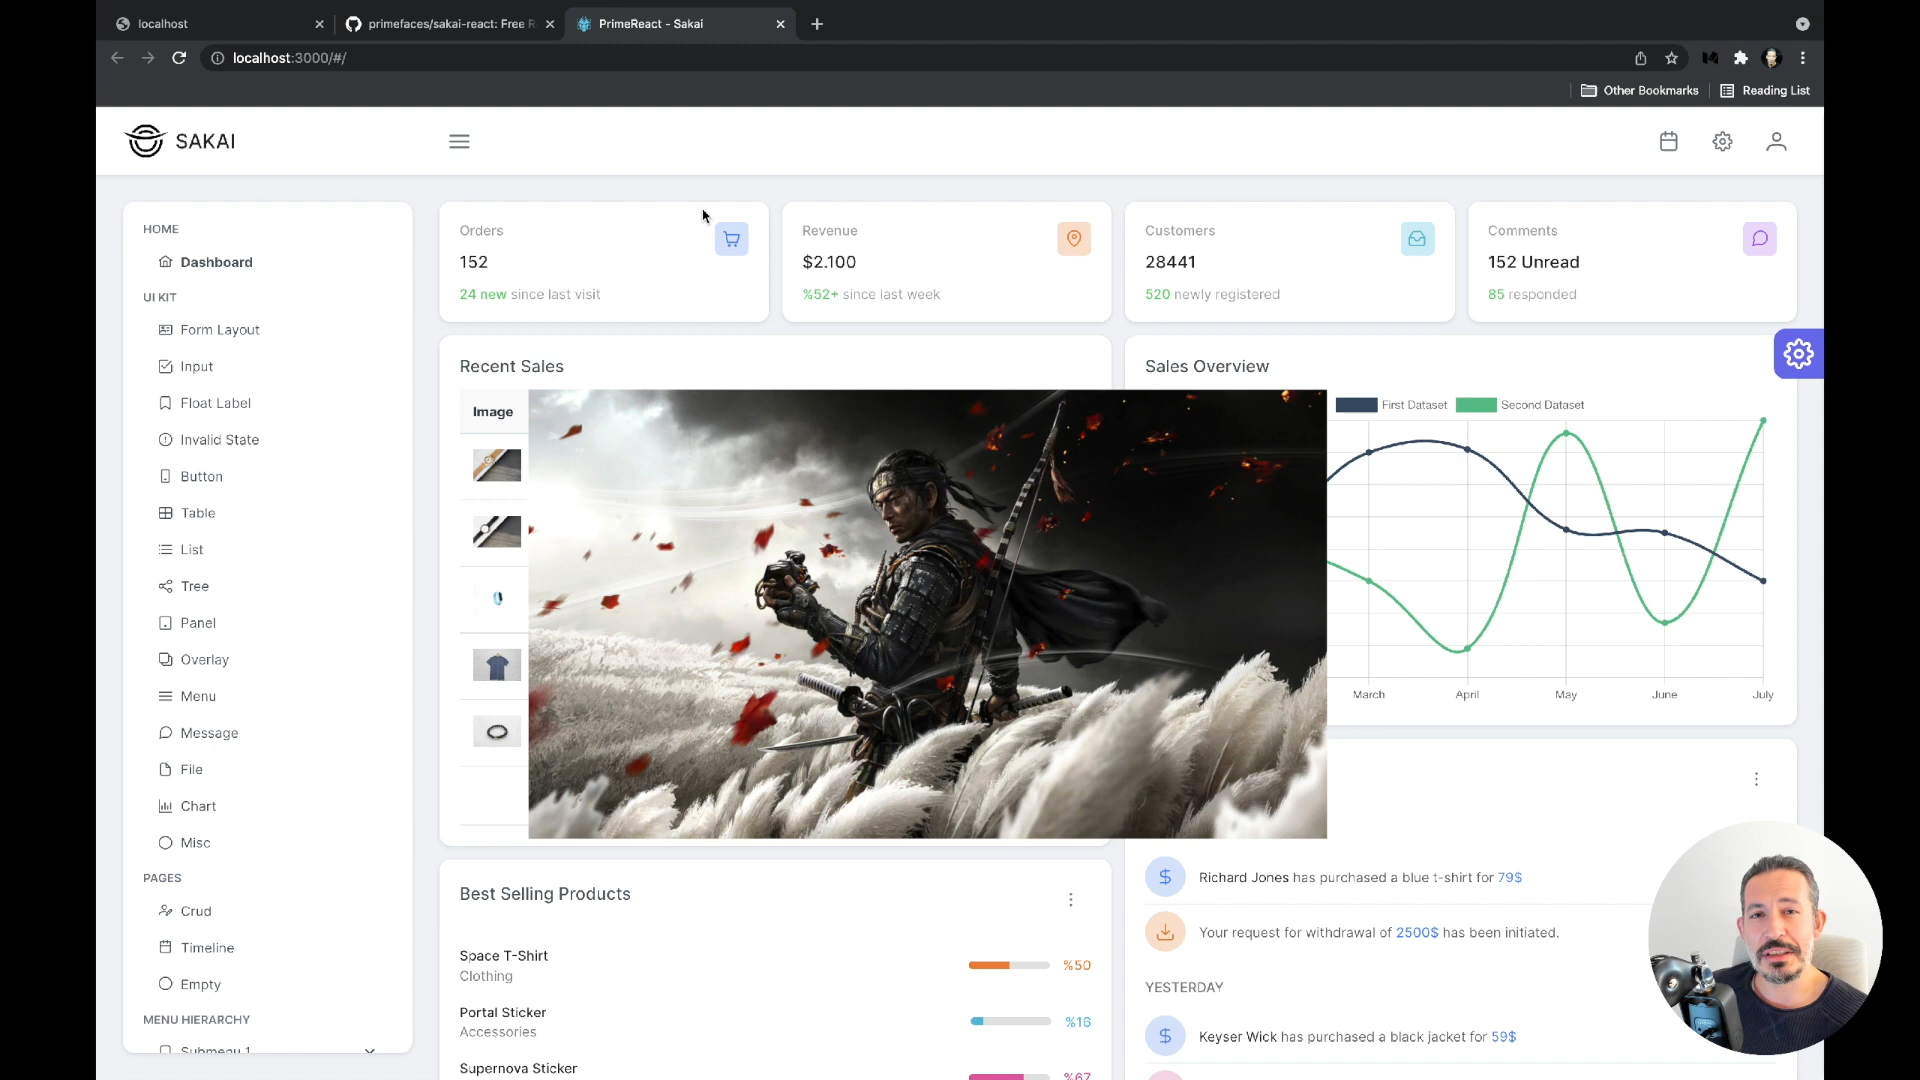 localhost
primefaces/sakai-react: Free R
PrimeReact - Sakai
localhost:3000/#/
Other Bookmarks
Reading List
SAKAI
HOME
Dashboard
UI KIT
Form Layout
Input
Float Label
Invalid State
Button
Table
List
Tree
Panel
Overlay
Menu
Message
File
Chart
Misc
PAGES
Crud
Timeline
Empty
MENU HIERARCHY
Submenu 1
Orders
152
24 new since last visit
Revenue
$2.100
%52+ since last week
Customers
28441
520 newly registered
Comments
152 Unread
85 responded
Recent Sales
Image
Sales Overview
First Dataset
Second Dataset
March
April
May
June
July
Best Selling Products
Space T-Shirt
Clothing
%50
Portal Sticker
Accessories
%16
Supernova Sticker
%67
Richard Jones has purchased a blue t-shirt for 79$
Your request for withdrawal of 2500$ has been initiated.
YESTERDAY
Keyser Wick has purchased a black jacket for 59$